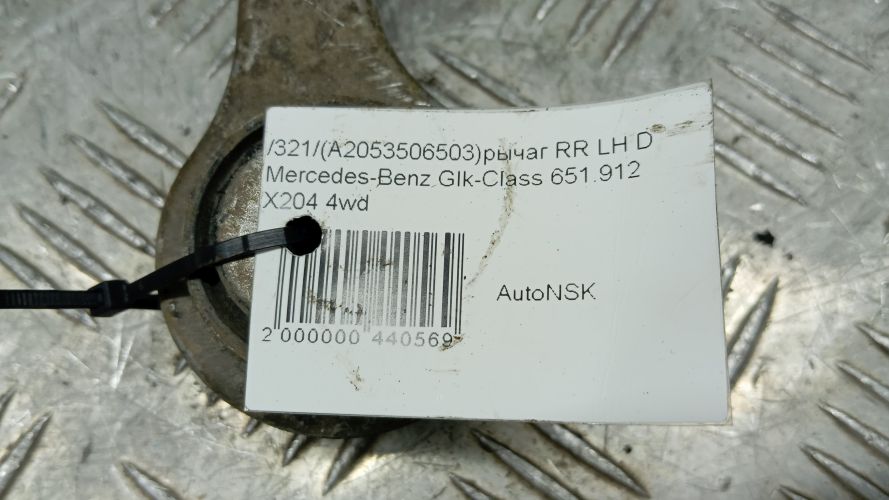 /321/(A2053506503)рычаг RR LH D
Mercedes-Benz Glk-Class 651.912
X204 4wd
AutoNSK
2 000000 440569